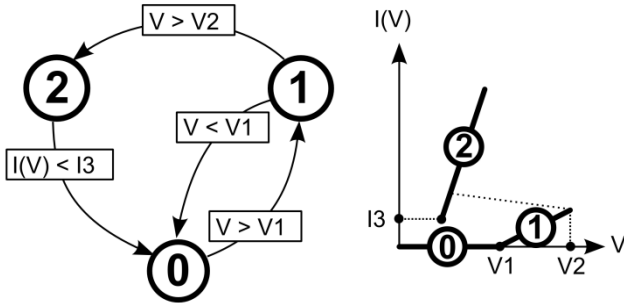 V > V2
2
1
V < V1
I(V) < I3
V > V1
0
I(V)
2
I3
0
1
V
V1
V2